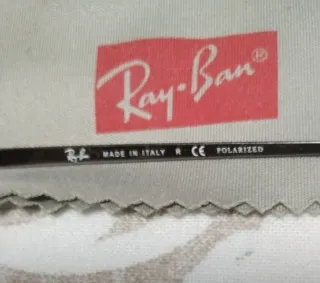 Ray-Ban®
RB MADE IN ITALY R CE POLARIZED